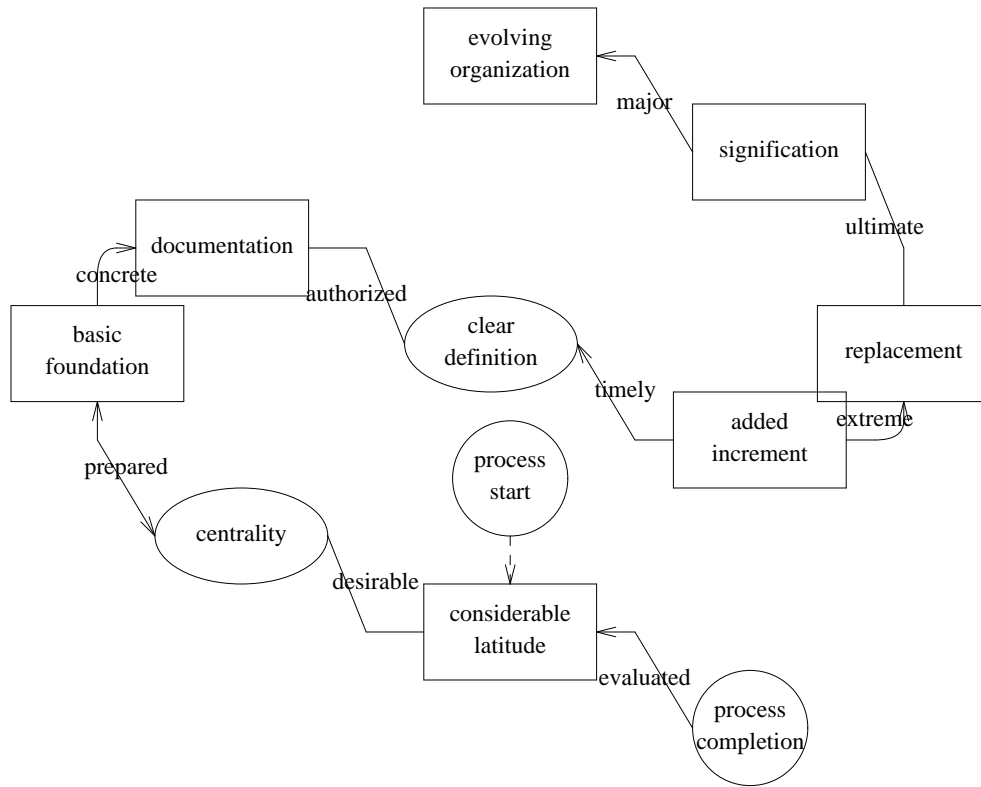 evolving
organization
major
signification
ultimate
documentation
concrete
authorized
basic
foundation
clear
definition
replacement
timely
added
increment
extreme
process
start
prepared
centrality
desirable
considerable
latitude
evaluated
process
completion